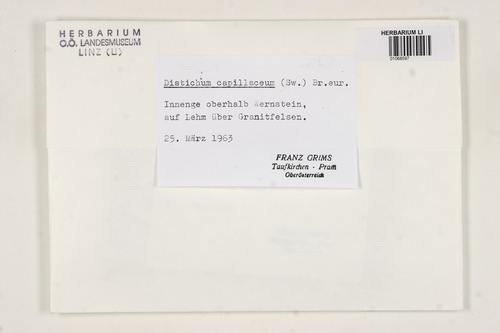 HERBARIUM
O.Ö. LANDESMUSEUM
LINZ (LI)
HERBARIUM LI
01068597
Distichum capillaceum (Sw.) Br.eur.
Innenge oberhalb Wernstein,
auf Lehm über Granitfelsen.
25. März 1963
FRANZ GRIMS
Taufkirchen - Pram
Oberösterreich